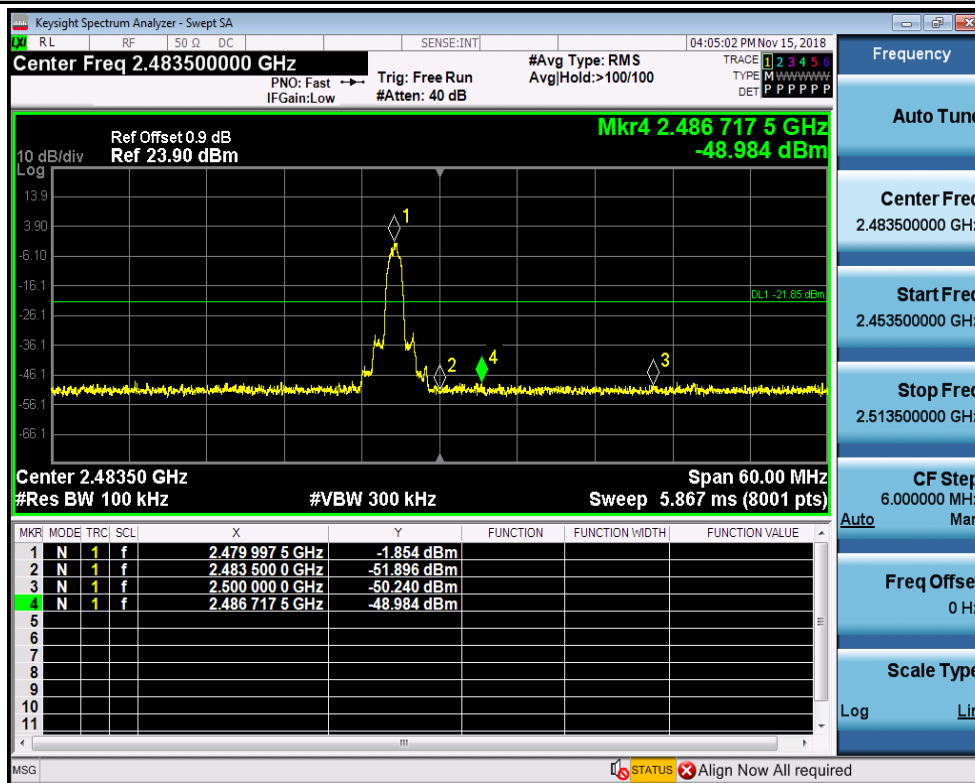 Keysight Spectrum Analyzer - Swept SA
LXI RL RF 50 Ω DC SENSE:INT 04:05:02 PM Nov 15, 2018
Center Freq 2.483500000 GHz
PNO: Fast
IFGain:Low
Trig: Free Run
#Atten: 40 dB
#Avg Type: RMS
Avg|Hold:>100/100
TRACE 1 2 3 4 5 6
TYPE M W W W W W
DET P P P P P P
Ref Offset 0.9 dB
10 dB/div Ref 23.90 dBm
Log
Mkr4 2.486 717 5 GHz
-48.984 dBm
13.9
3.90
-6.10
-16.1
-26.1
-36.1
-46.1
-56.1
-66.1
1
2
4
3
DL1 -21.85 dBm
Center 2.48350 GHz Span 60.00 MHz
#Res BW 100 kHz #VBW 300 kHz Sweep 5.867 ms (8001 pts)
MKR MODE TRC SCL X Y FUNCTION FUNCTION WIDTH FUNCTION VALUE
1 N 1 f 2.479 997 5 GHz -1.854 dBm
2 N 1 f 2.483 500 0 GHz -51.896 dBm
3 N 1 f 2.500 000 0 GHz -50.240 dBm
4 N 1 f 2.486 717 5 GHz -48.984 dBm
5
6
7
8
9
10
11
MSG STATUS Align Now All required
Frequency
Auto Tune
Center Freq
2.483500000 GHz
Start Freq
2.453500000 GHz
Stop Freq
2.513500000 GHz
CF Step
6.000000 MHz
Auto Man
Freq Offset
0 Hz
Scale Type
Log Lin